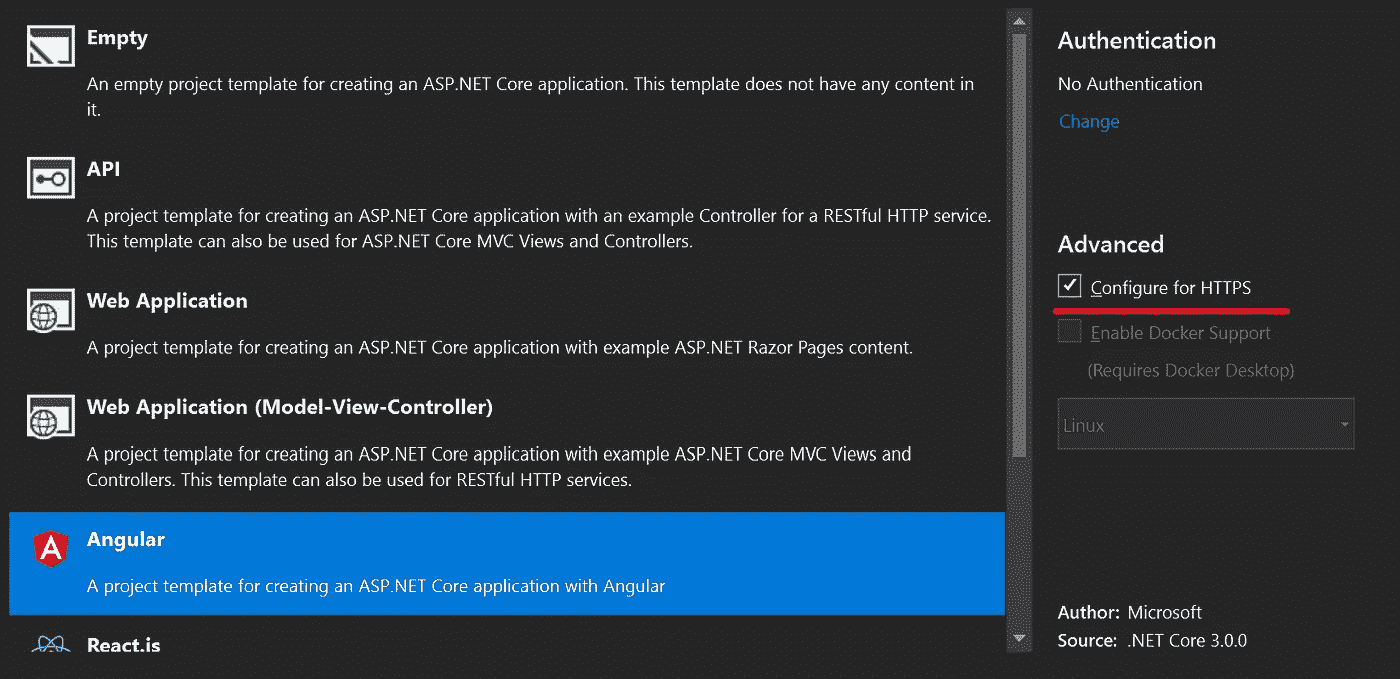 Empty
An empty project template for creating an ASP.NET Core application. This template does not have any content in
it.
API
A project template for creating an ASP.NET Core application with an example Controller for a RESTful HTTP service.
This template can also be used for ASP.NET Core MVC Views and Controllers.
Web Application
A project template for creating an ASP.NET Core application with example ASP.NET Razor Pages content.
Web Application (Model-View-Controller)
A project template for creating an ASP.NET Core application with example ASP.NET Core MVC Views and
Controllers. This template can also be used for RESTful HTTP services.
Angular
A project template for creating an ASP.NET Core application with Angular
React.js
Authentication
No Authentication
Change
Advanced
Configure for HTTPS
Enable Docker Support
(Requires Docker Desktop)
Linux
Author: Microsoft
Source: .NET Core 3.0.0